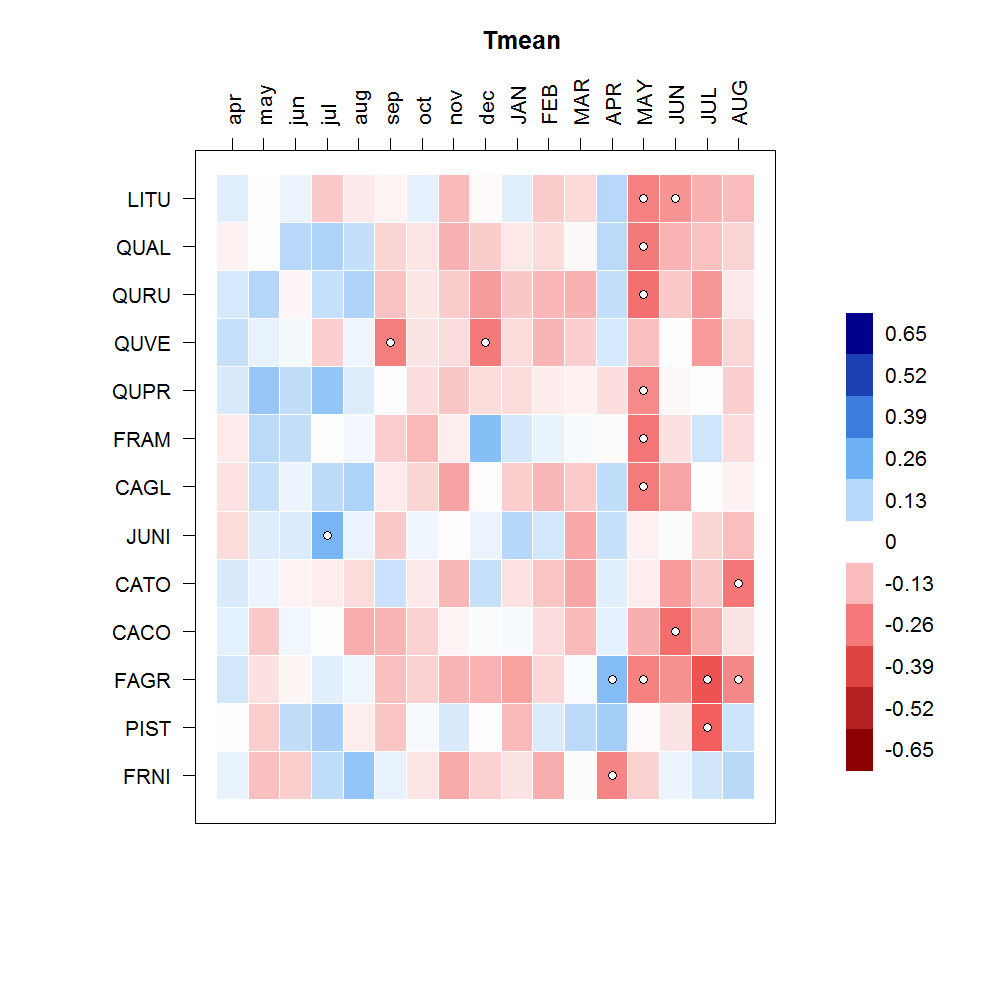 Tmean
apr may jun jul aug sep oct nov dec JAN FEB MAR APR MAY JUN JUL AUG
LITU
QUAL
QURU
QUVE
QUPR
FRAM
CAGL
JUNI
CATO
CACO
FAGR
PIST
FRNI
0.65
0.52
0.39
0.26
0.13
0
-0.13
-0.26
-0.39
-0.52
-0.65